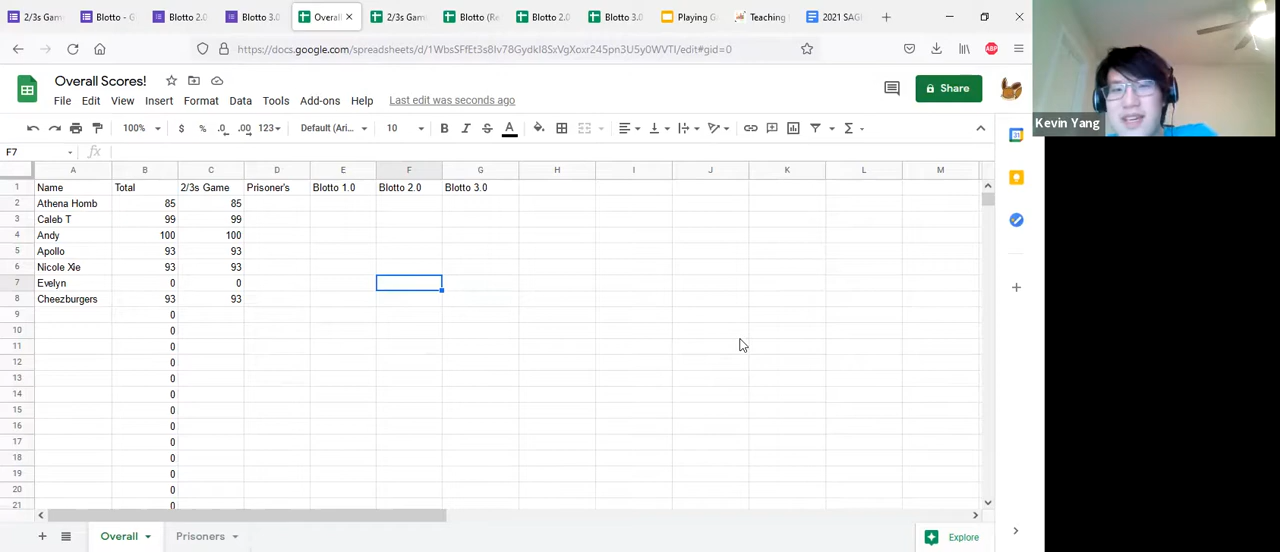 2/3s Gam
Blotto - G
Blotto 2.0
Blotto 3.0
Overal
2/3s Gam
Blotto (Re
Blotto 2.0
Blotto 3.0
Playing G
Teaching
2021 SAGI
https://docs.google.com/spreadsheets/d/1WbsSFfEt3s8Iv78GydkI8SxVgXoxr245pn3U5y0WVTI/edit#gid=0
ABP
Overall Scores!
File Edit View Insert Format Data Tools Add-ons Help Last edit was seconds ago
Share
100% $ % .0 .00 123 Default (Ari... 10 B I S A
F7 fx
A B C D E F G H I J K L M
1 Name Total 2/3s Game Prisoner's Blotto 1.0 Blotto 2.0 Blotto 3.0
2 Athena Homb 85 85
3 Caleb T 99 99
4 Andy 100 100
5 Apollo 93 93
6 Nicole Xie 93 93
7 Evelyn 0 0
8 Cheezburgers 93 93
9 0
10 0
11 0
12 0
13 0
14 0
15 0
16 0
17 0
18 0
19 0
20 0
21 0
Overall Prisoners
Explore
Kevin Yang
31